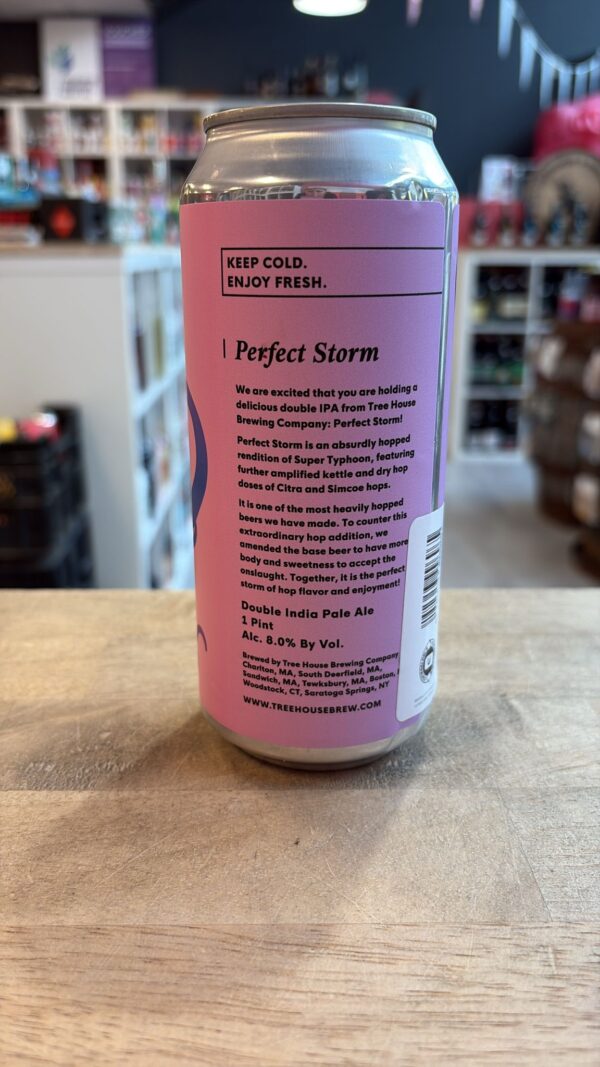 KEEP COLD.
ENJOY FRESH.
Perfect Storm
We are excited that you are holding a
delicious double IPA from Tree House
Brewing Company: Perfect Storm!
Perfect Storm is an absurdly hopped
rendition of Super Typhoon, featuring
further amplified kettle and dry hop
doses of Citra and Simcoe hops.
It is one of the most heavily hopped
beers we have made. To counter this
extraordinary hop addition, we
amended the base beer to have more
body and sweetness to accept the
onslaught. Together, it is the perfect
storm of hop flavor and enjoyment!
Double India Pale Ale
1 Pint
Alc. 8.0% By Vol.
Brewed by Tree House Brewing Company
Charlton, MA, South Deerfield, MA,
Sandwich, MA, Tewksbury, MA, Boston,
Woodstock, CT, Saratoga Springs, NY
WWW.TREEHOUSEBREW.COM